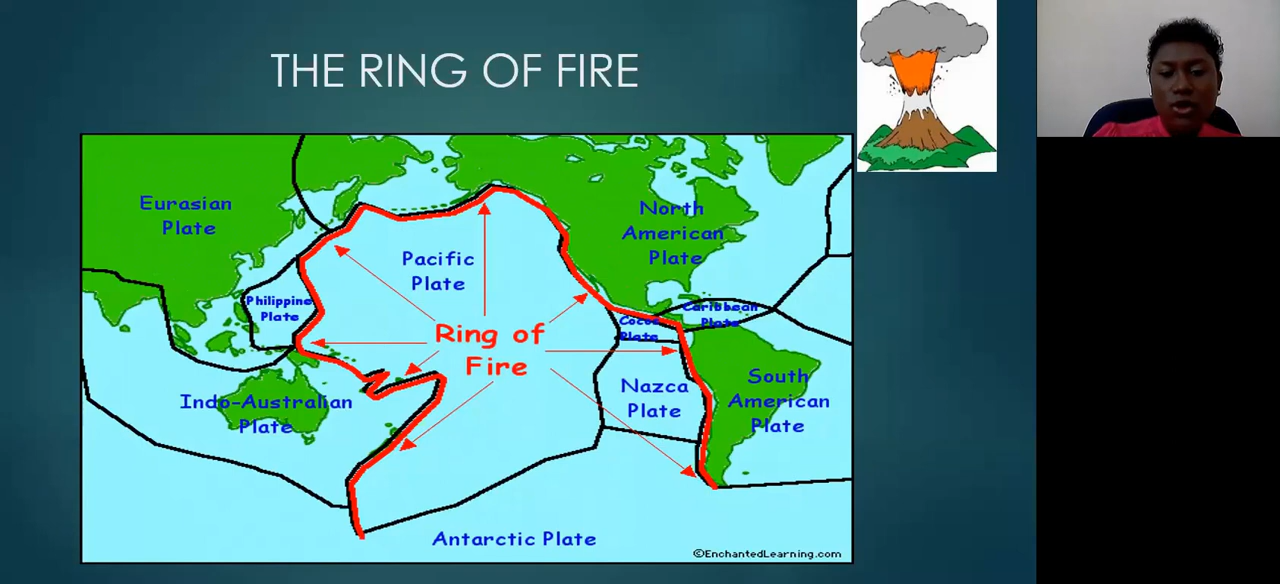 THE RING OF FIRE
Eurasian
Plate
North
American
Plate
Pacific
Plate
Philippine
Plate
Caribbean
Plate
Cocos
Plate
Ring of
Fire
Nazca
Plate
South
American
Plate
Indo-Australian
Plate
Antarctic Plate
©EnchantedLearning.com